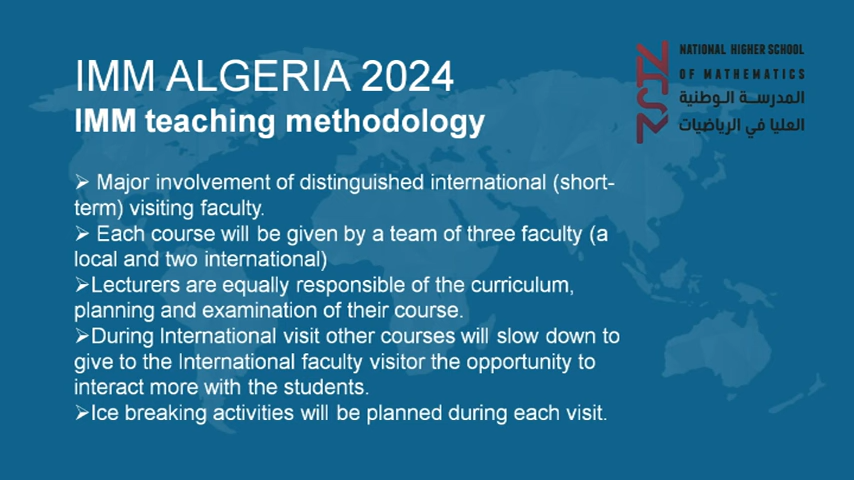 IMM ALGERIA 2024
IMM teaching methodology
NATIONAL HIGHER SCHOOL
OF MATHEMATICS
المدرسة الوطنية
العليا في الرياضيات
➢ Major involvement of distinguished international (short-
term) visiting faculty.
➢ Each course will be given by a team of three faculty (a
local and two international)
➢Lecturers are equally responsible of the curriculum,
planning and examination of their course.
➢During International visit other courses will slow down to
give to the International faculty visitor the opportunity to
interact more with the students.
➢Ice breaking activities will be planned during each visit.